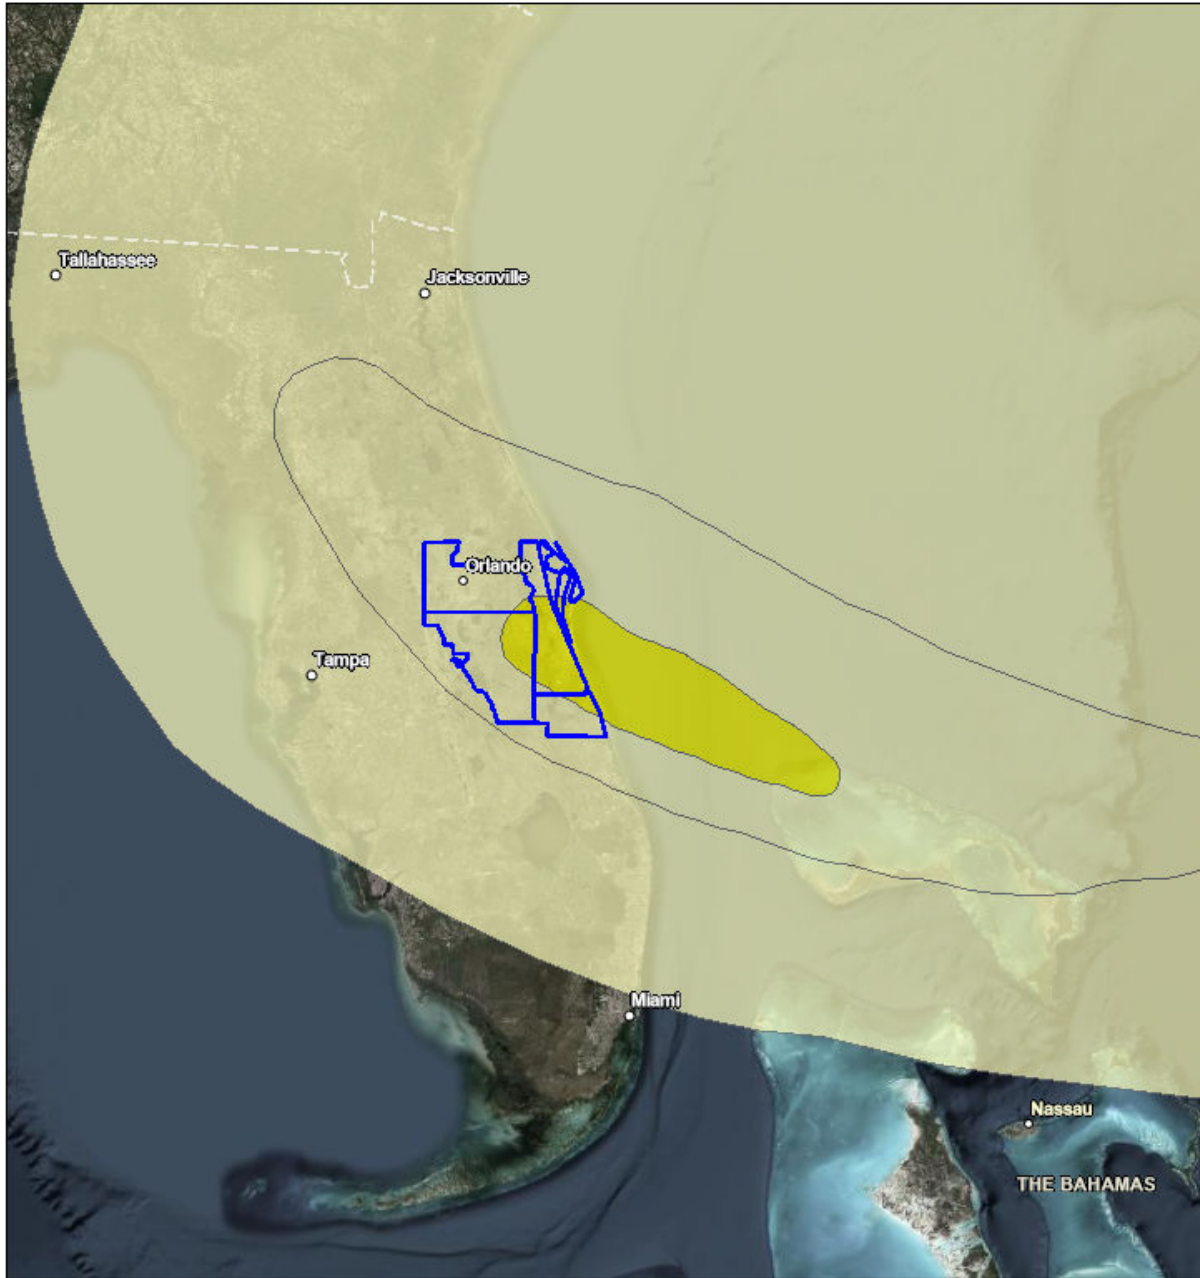 Tallahassee
Jacksonville
Orlando
Tampa
Miami
Nassau
THE BAHAMAS